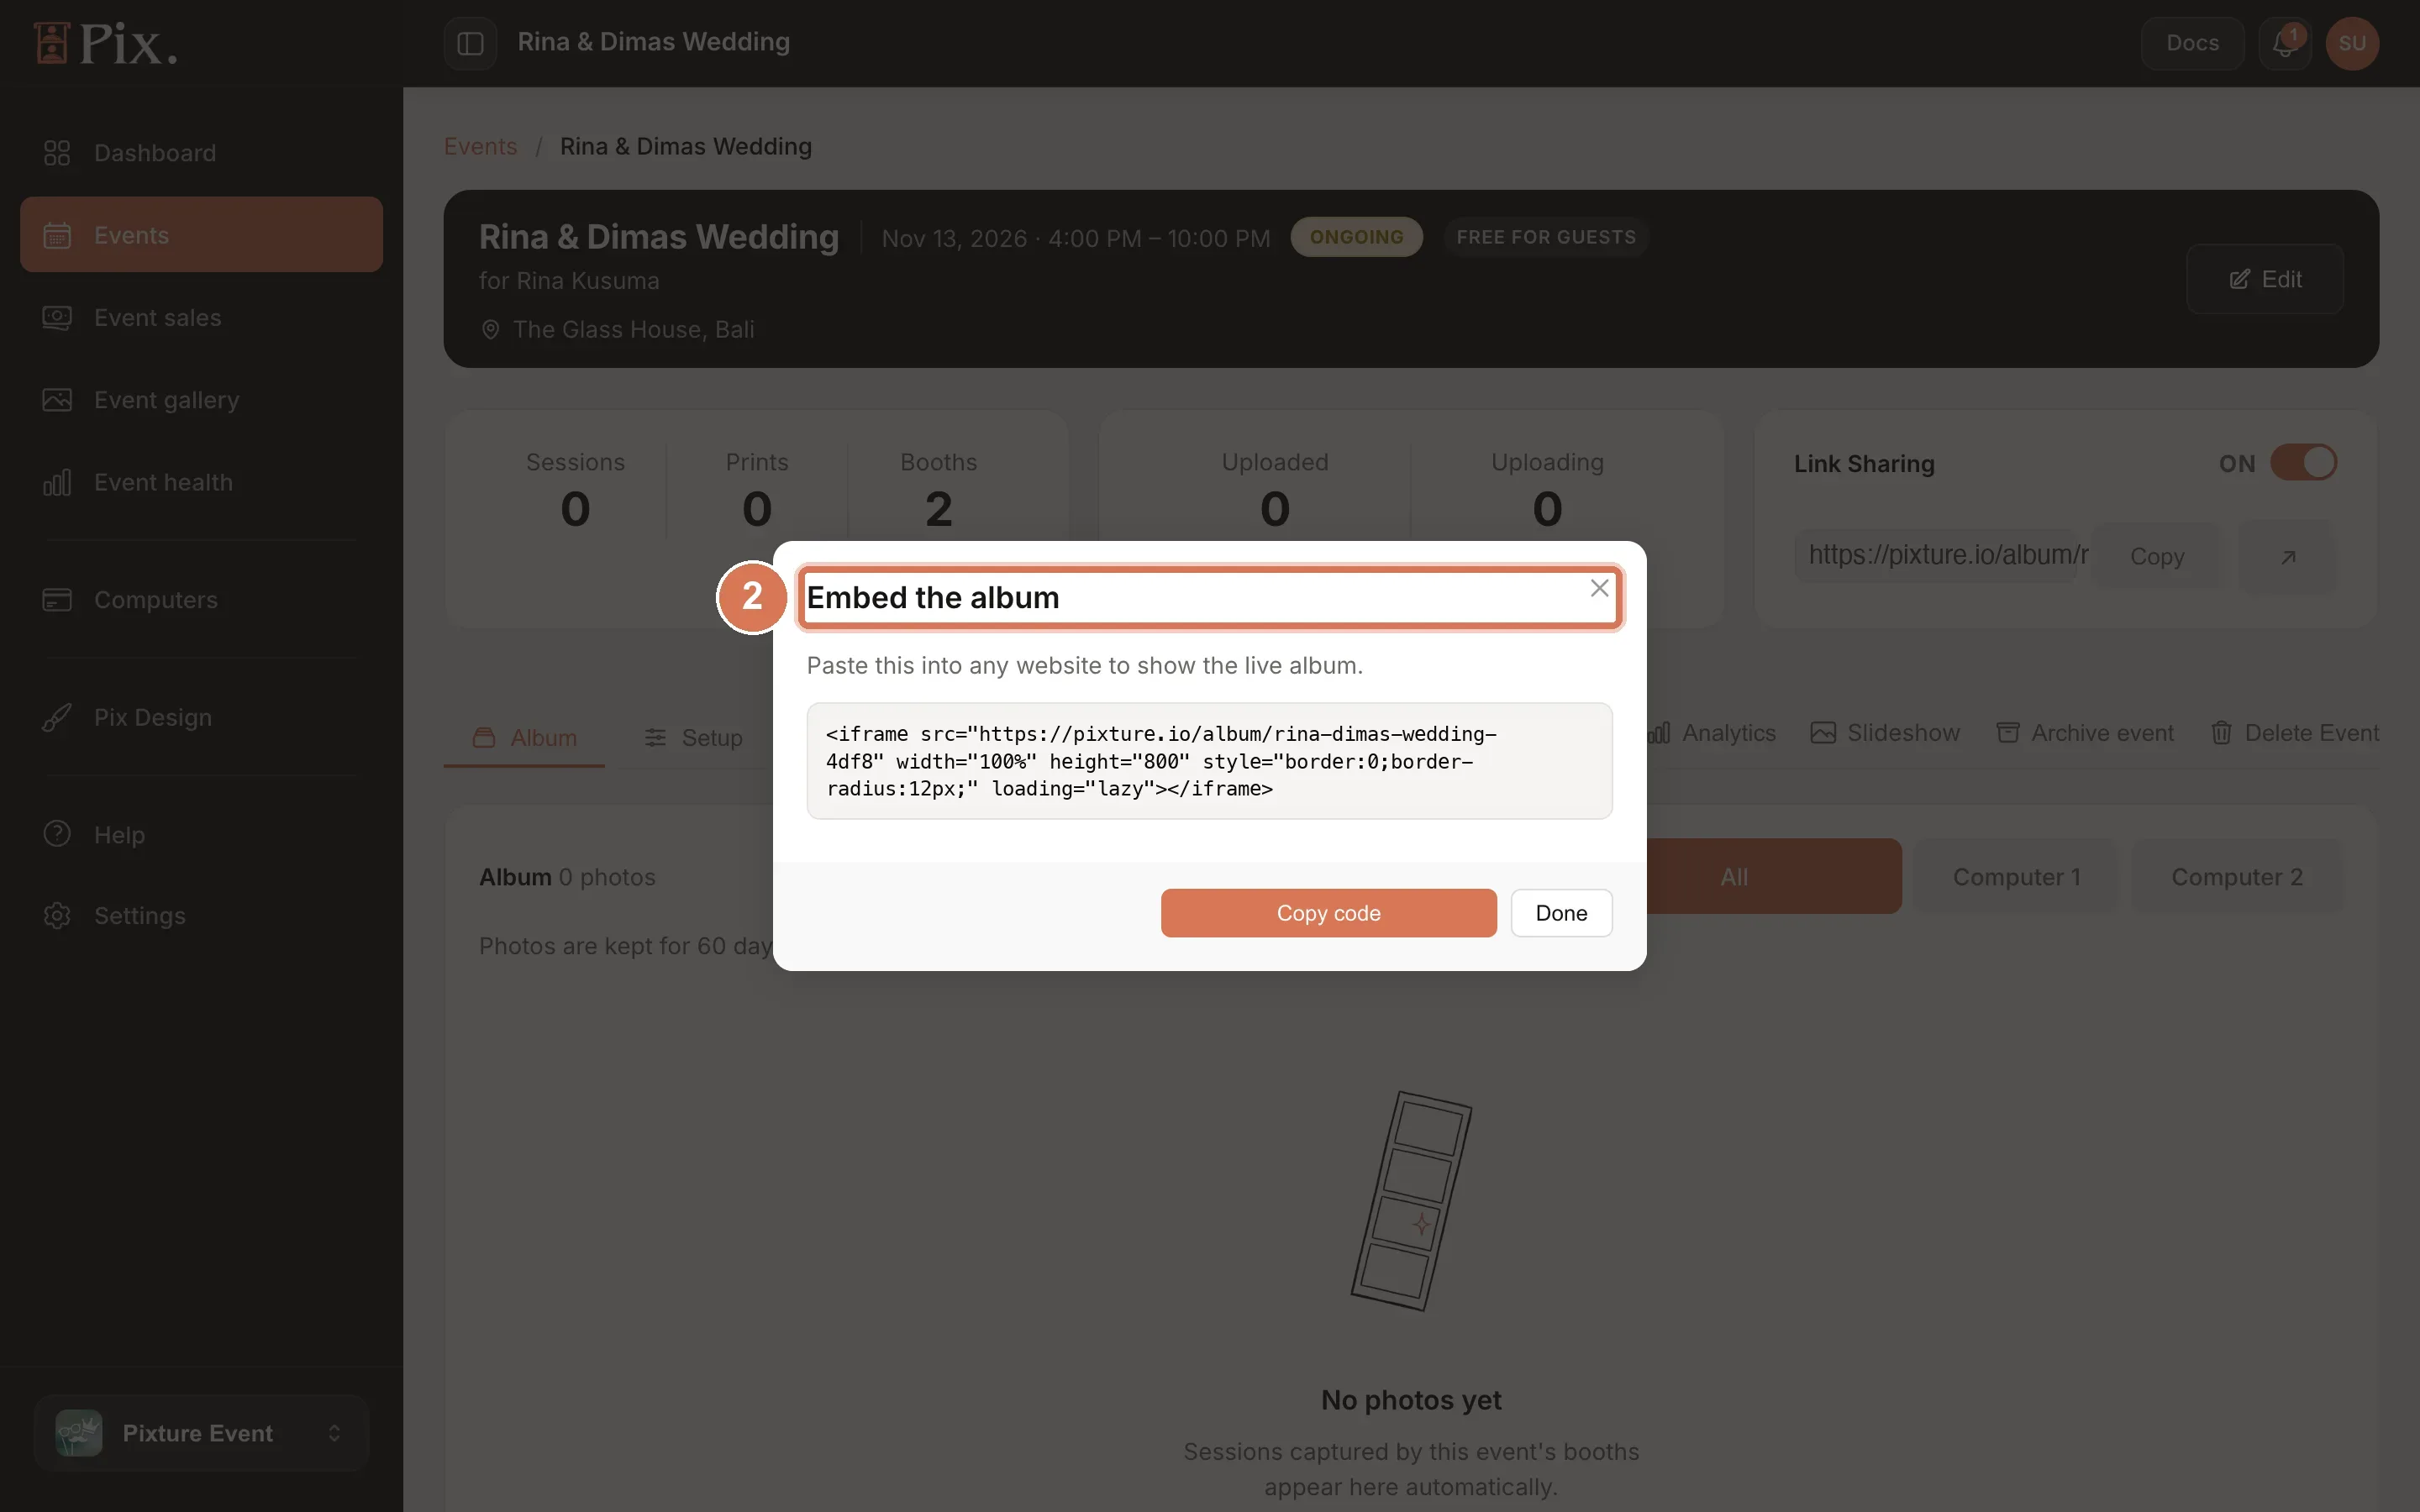 Pix.
Rina & Dimas Wedding
Docs
1
SU
Dashboard
Events
Event sales
Event gallery
Event health
Computers
Pix Design
Help
Settings
Pixture Event
Events / Rina & Dimas Wedding
Rina & Dimas Wedding
Nov 13, 2026 · 4:00 PM – 10:00 PM
ONGOING
FREE FOR GUESTS
for Rina Kusuma
The Glass House, Bali
Edit
Sessions
0
Prints
0
Booths
2
Uploaded
0
Uploading
0
Link Sharing
ON
https://pixture.io/album/r
Copy
2
Embed the album
Paste this into any website to show the live album.
<iframe src="https://pixture.io/album/rina-dimas-wedding-
4df8" width="100%" height="800" style="border:0;border-
radius:12px;" loading="lazy"></iframe>
Copy code
Done
Album
Setup
Analytics
Slideshow
Archive event
Delete Event
Album 0 photos
All
Computer 1
Computer 2
Photos are kept for 60 day
No photos yet
Sessions captured by this event's booths
appear here automatically.